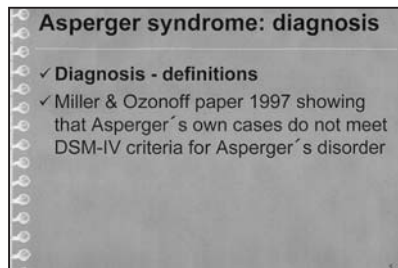 Asperger syndrome: diagnosis
✓ Diagnosis - definitions
✓ Miller & Ozonoff paper 1997 showing
that Asperger´s own cases do not meet
DSM-IV criteria for Asperger´s disorder